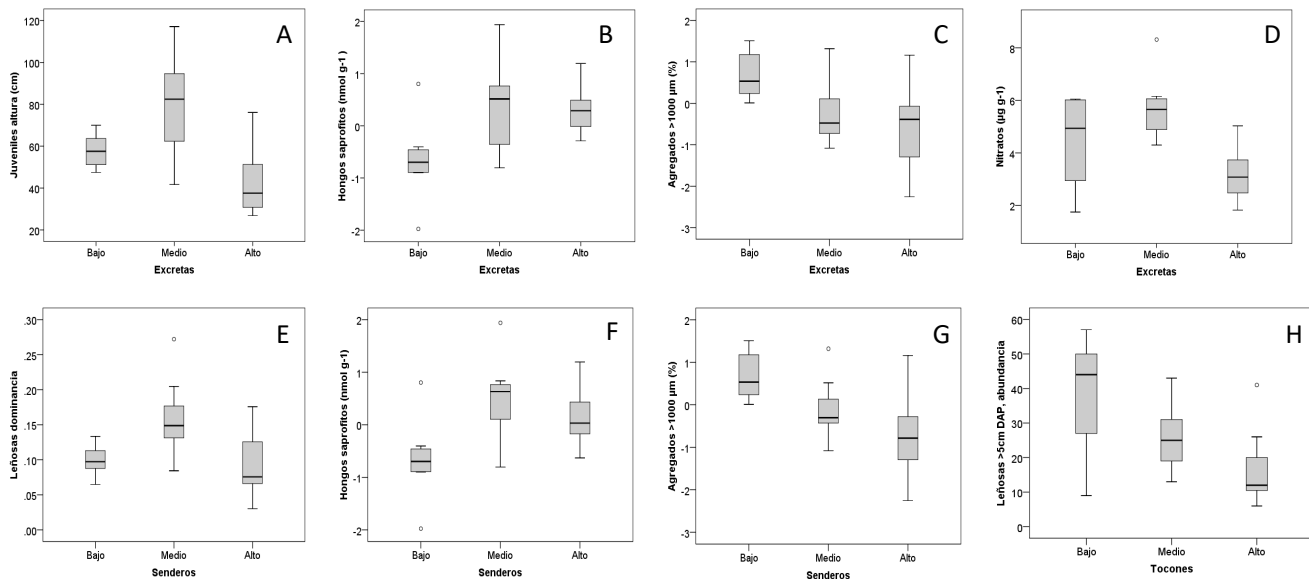 A
Juveniles altura (cm)
120
100
80
60
40
20
Bajo Medio Alto
Excretas
B
Hongos saprofitos (nmol g-1 )
2
1
0
-1
-2
Bajo Medio Alto
Excretas
C
Agregados >1000 µm (%)
2
1
0
-1
-2
-3
Bajo Medio Alto
Excretas
D
Nitratos (µg g-1)
8
6
4
2
Bajo Medio Alto
Excretas
E
Leñosas dominancia
.30
.25
.20
.15
.10
.05
.00
Bajo Medio Alto
Senderos
F
Hongos saprofitos (nmol g-1)
2
1
0
-1
-2
Bajo Medio Alto
Senderos
G
Agregados >1000 µm (%)
2
1
0
-1
-2
-3
Bajo Medio Alto
Senderos
H
Leñosas >5cm DAP, abundancia
60
50
40
30
20
10
0
Bajo Medio Alto
Tocones